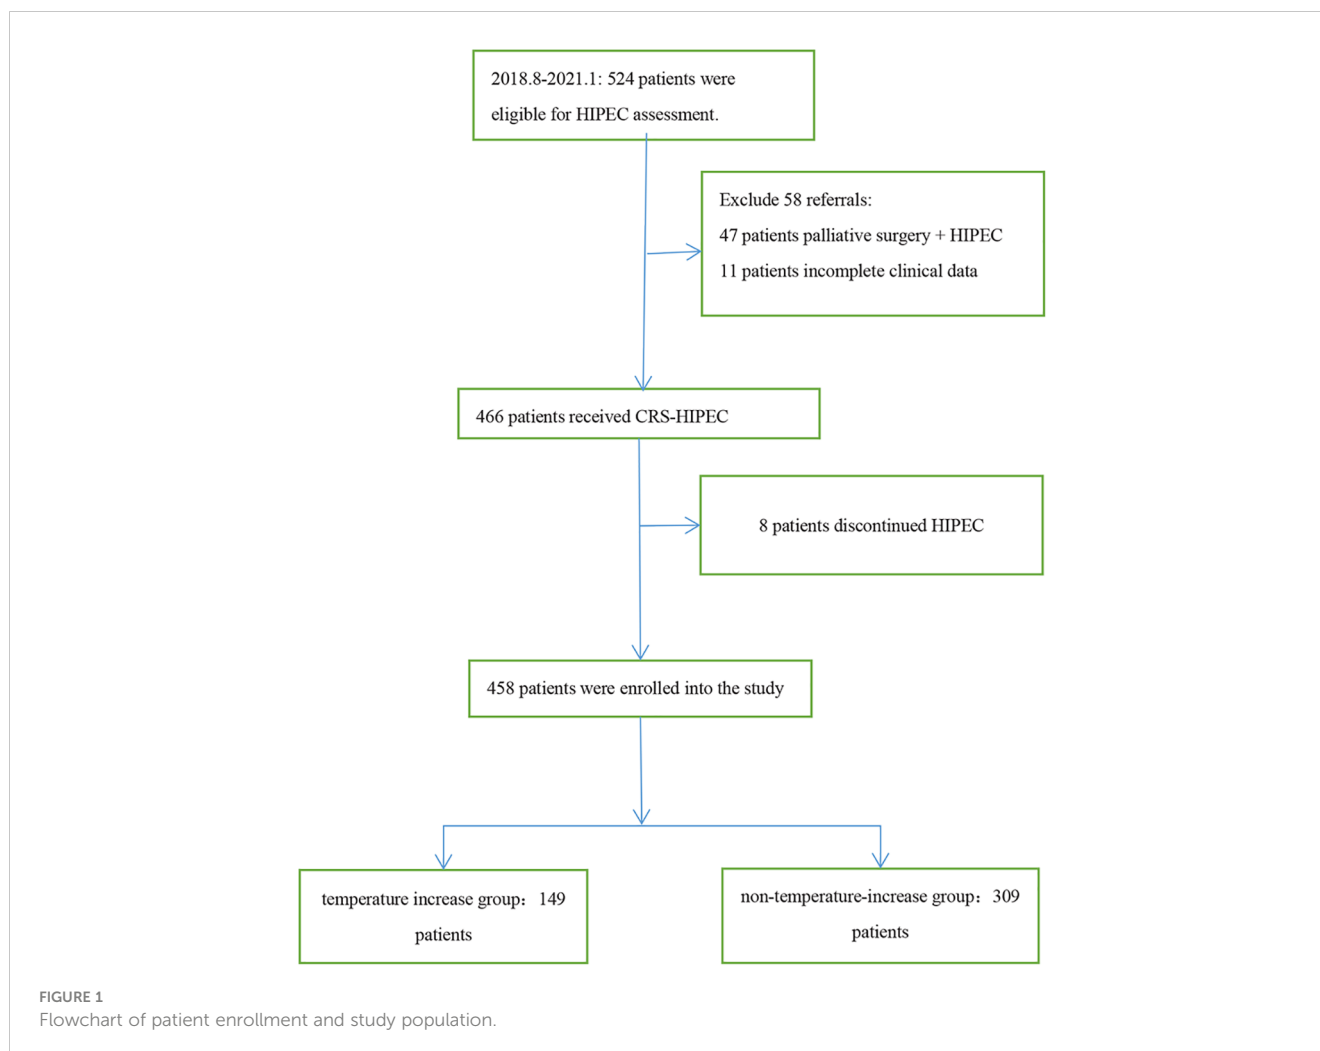 2018.8-2021.1: 524 patients were
eligible for HIPEC assessment.
Exclude 58 referrals:
47 patients palliative surgery + HIPEC
11 patients incomplete clinical data
466 patients received CRS-HIPEC
8 patients discontinued HIPEC
458 patients were enrolled into the study
temperature increase group：149
patients
non-temperature-increase group：309
patients
FIGURE 1
Flowchart of patient enrollment and study population.